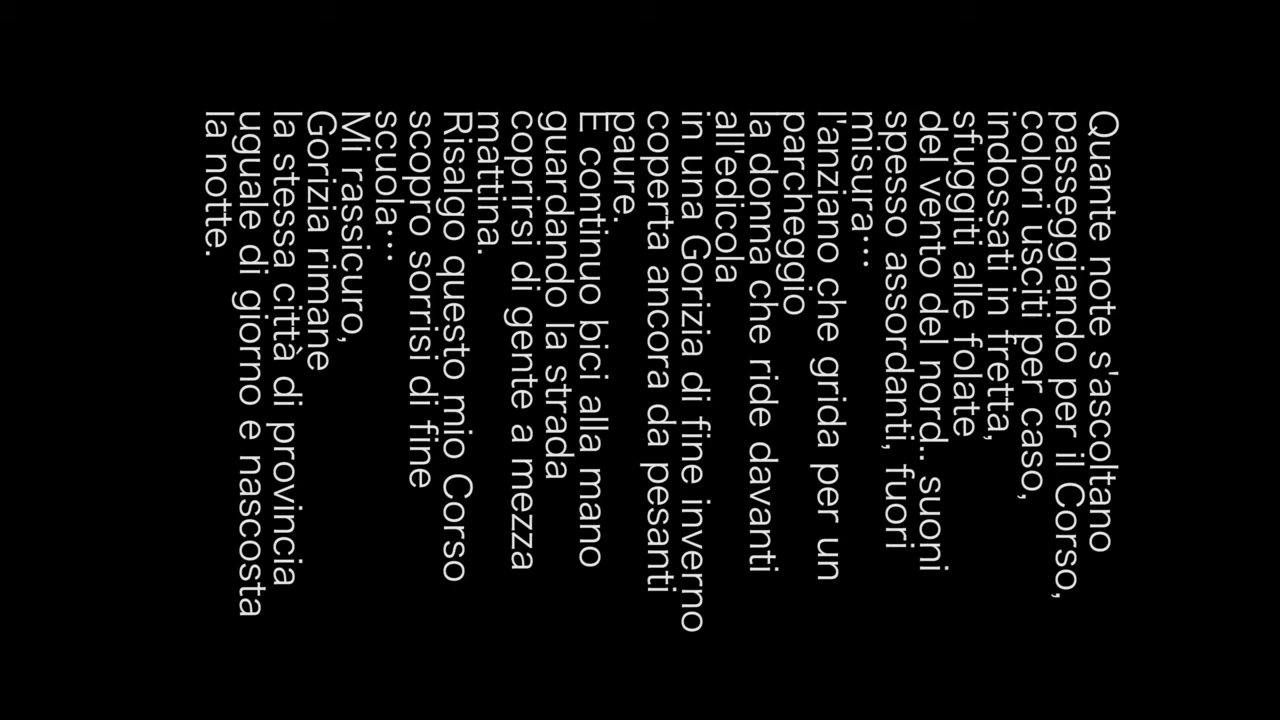 Quante note s'ascoltano
passeggiando per il Corso,
colori usciti per caso,
indossati in fretta,
sfuggiti alle folate
del vento del nord.. suoni
spesso assordanti, fuori
misura...
l'anziano che grida per un
parcheggio
la donna che ride davanti
all'edicola
in una Gorizia di fine inverno
coperta ancora da pesanti
paure.
E continuo bici alla mano
guardando la strada
coprirsi di gente a mezza
mattina.
Risalgo questo mio Corso
scopro sorrisi di fine
scuola...
Mi rassicuro,
Gorizia rimane
la stessa città di provincia
uguale di giorno e nascosta
la notte.